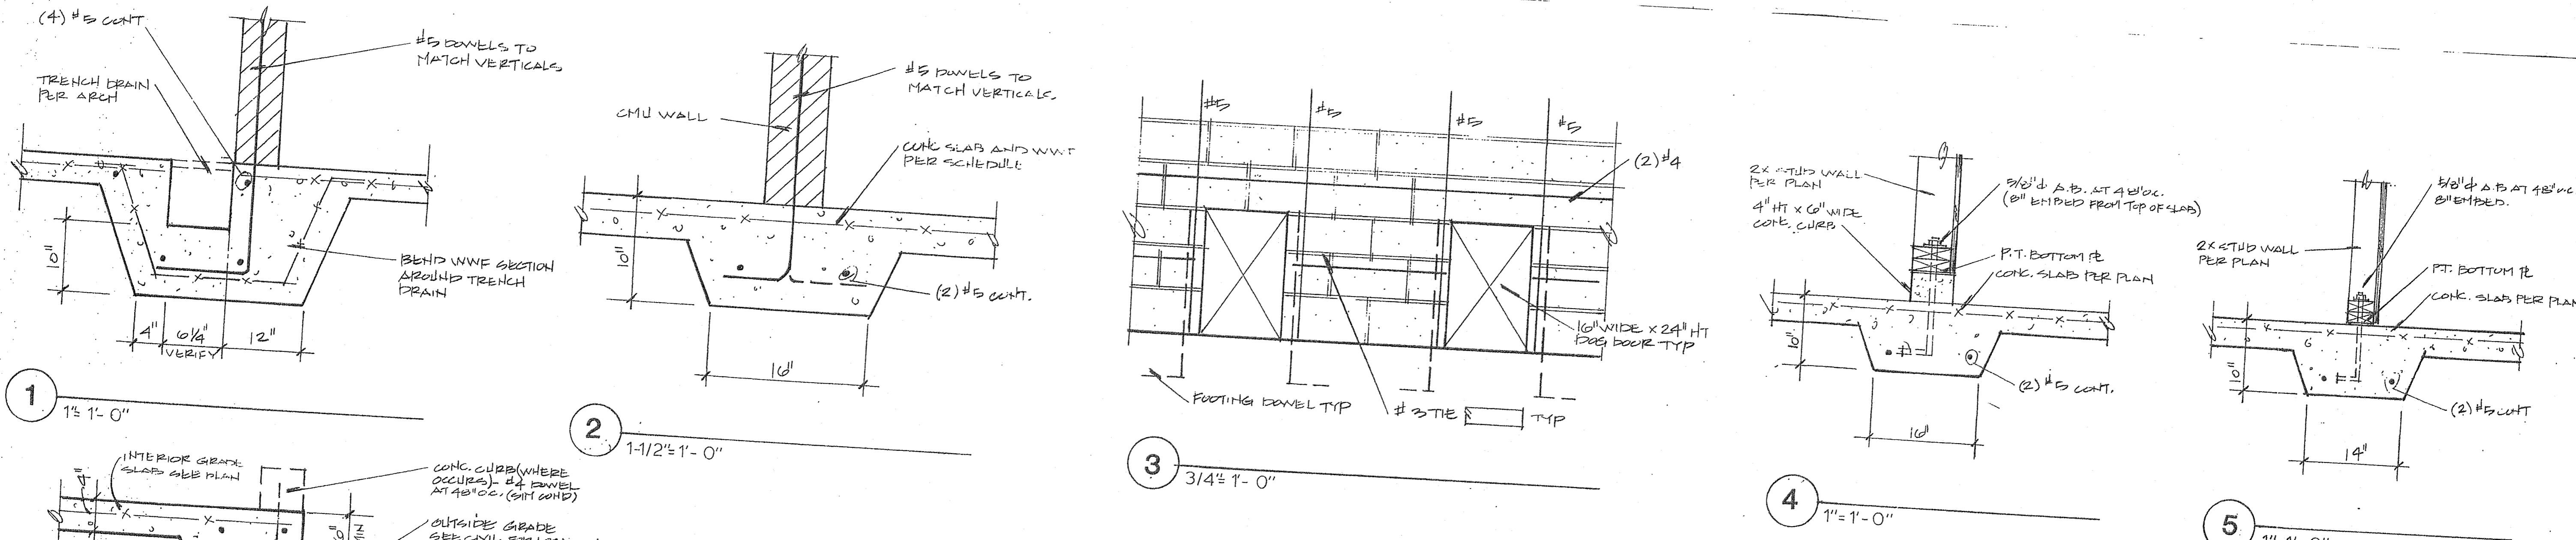 (4) #5 CONT
TRENCH DRAIN
PER ARCH
#5 DOWELS TO
MATCH VERTICALS
10"
BEND WWF SECTION
AROUND TRENCH
DRAIN
4" 6 1/4" 12"
VERIFY
1
1"= 1'- 0"
#5 DOWELS TO
MATCH VERTICALS.
CMU WALL
CONC SLAB AND WWF
PER SCHEDULE
10"
(2) #5 CONT.
16"
2
1-1/2"= 1'- 0"
#5
#5
#5
#5
(2) #4
16" WIDE x 24" HT
DOG DOOR TYP
FOOTING DOWEL TYP
#3 TIE TYP
3
3/4"= 1'- 0"
2x STUD WALL
PER PLAN
4" HT x 6" WIDE
CONC. CURB
5/8"ϕ A.B. AT 48" O.C.
(8" EMBED FROM TOP OF SLAB)
P.T. BOTTOM PL
CONC. SLAB PER PLAN
10"
(2) #5 CONT.
16"
4
1"= 1'- 0"
5/8"ϕ A.B AT 48" O.C
8" EMBED.
2x STUD WALL
PER PLAN
P.T. BOTTOM PL
CONC. SLAB PER PLAN
10"
(2) #5 CONT
14"
5
INTERIOR GRADE
SLAB SEE PLAN
4"
CONC. CURB (WHERE
OCCURS) - #4 DOWEL
AT 48" O.C. (SIM COND)
OUTSIDE GRADE